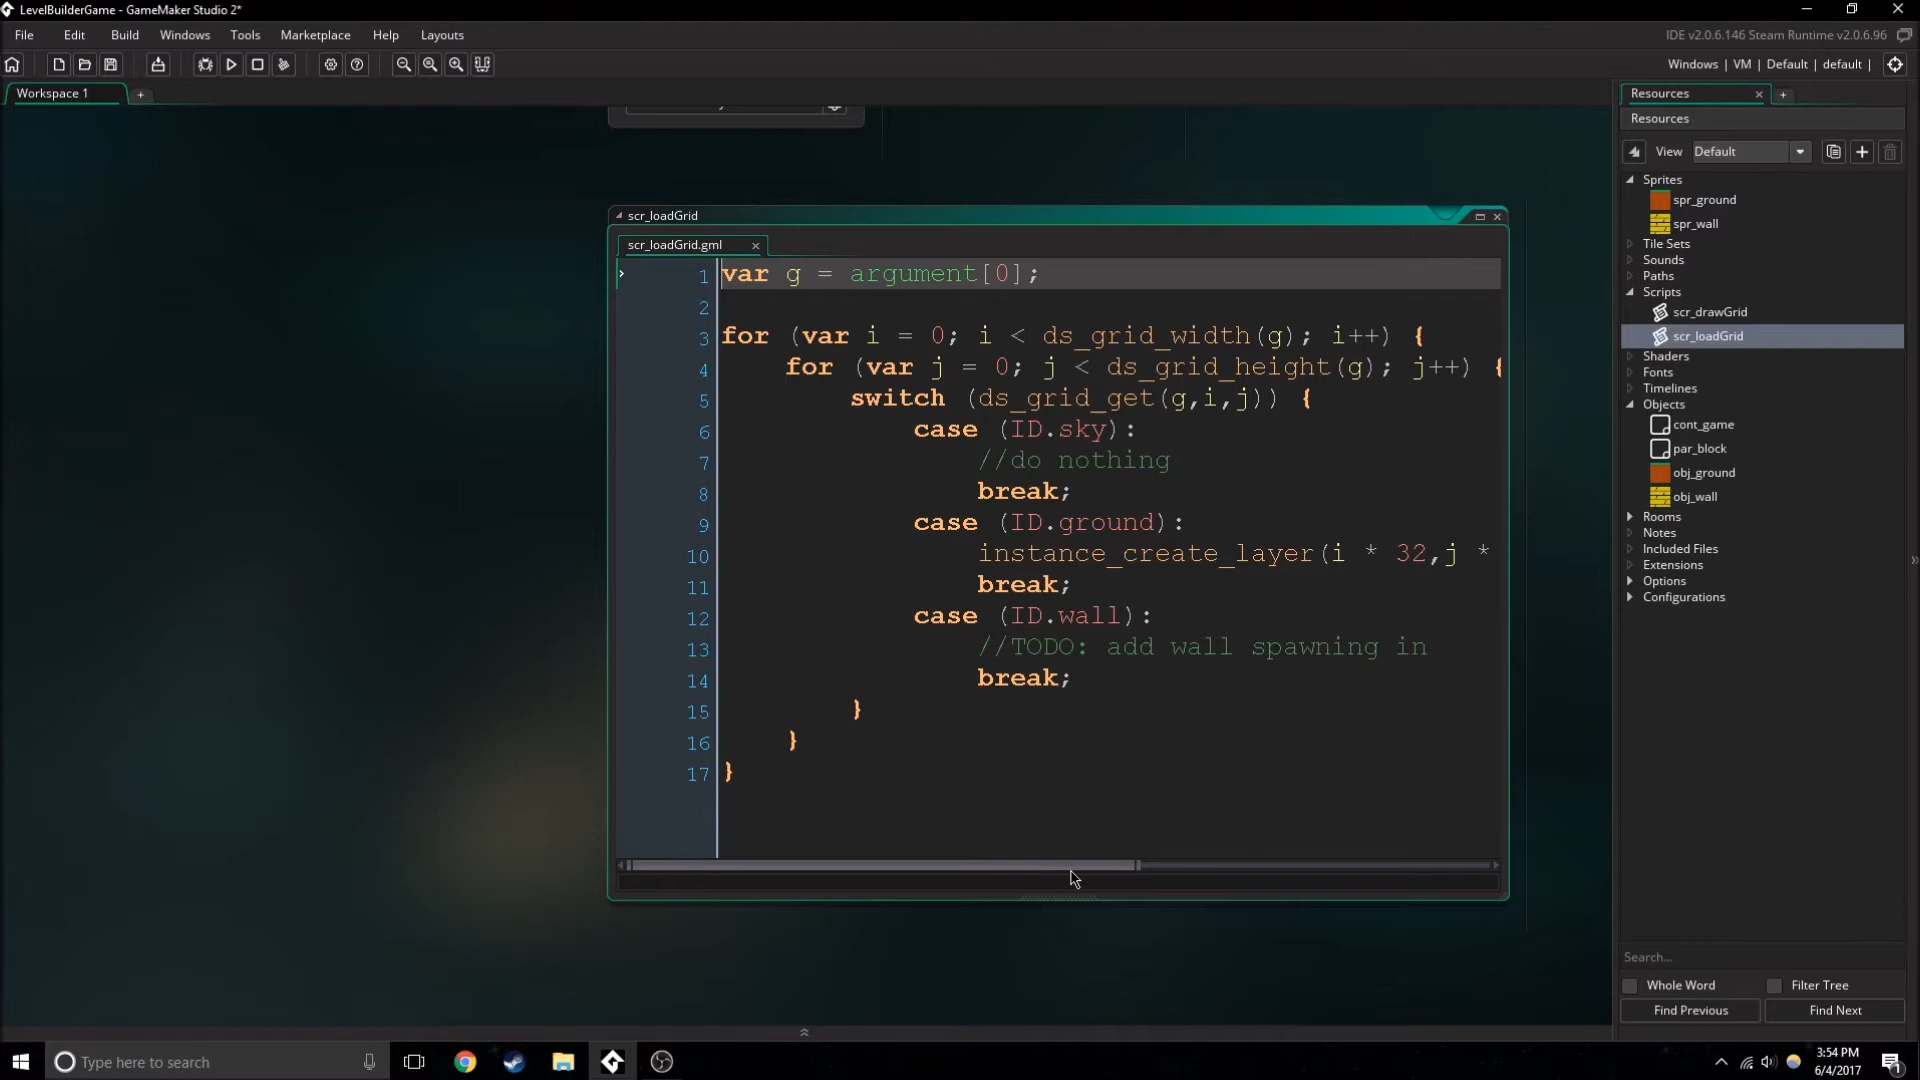 LevelBuilderGame - GameMaker Studio 2*
File Edit Build Windows Tools Marketplace Help Layouts
IDE v2.0.6.146 Steam Runtime v2.0.6.96
Windows | VM | Default | default |
Workspace 1
Resources
Resources
View Default
Sprites
spr_ground
spr_wall
Tile Sets
Sounds
Paths
Scripts
scr_drawGrid
scr_loadGrid
Shaders
Fonts
Timelines
Objects
cont_game
par_block
obj_ground
obj_wall
Rooms
Notes
Included Files
Extensions
Options
Configurations
Search...
Whole Word Filter Tree
Find Previous Find Next
scr_loadGrid
scr_loadGrid.gml
1 var g = argument[0];
2
3 for (var i = 0; i < ds_grid_width(g); i++) {
4 for (var j = 0; j < ds_grid_height(g); j++) {
5 switch (ds_grid_get(g,i,j)) {
6 case (ID.sky):
7 //do nothing
8 break;
9 case (ID.ground):
10 instance_create_layer(i * 32,j *
11 break;
12 case (ID.wall):
13 //TODO: add wall spawning in
14 break;
15 }
16 }
17 }
Type here to search
3:54 PM
6/4/2017
1